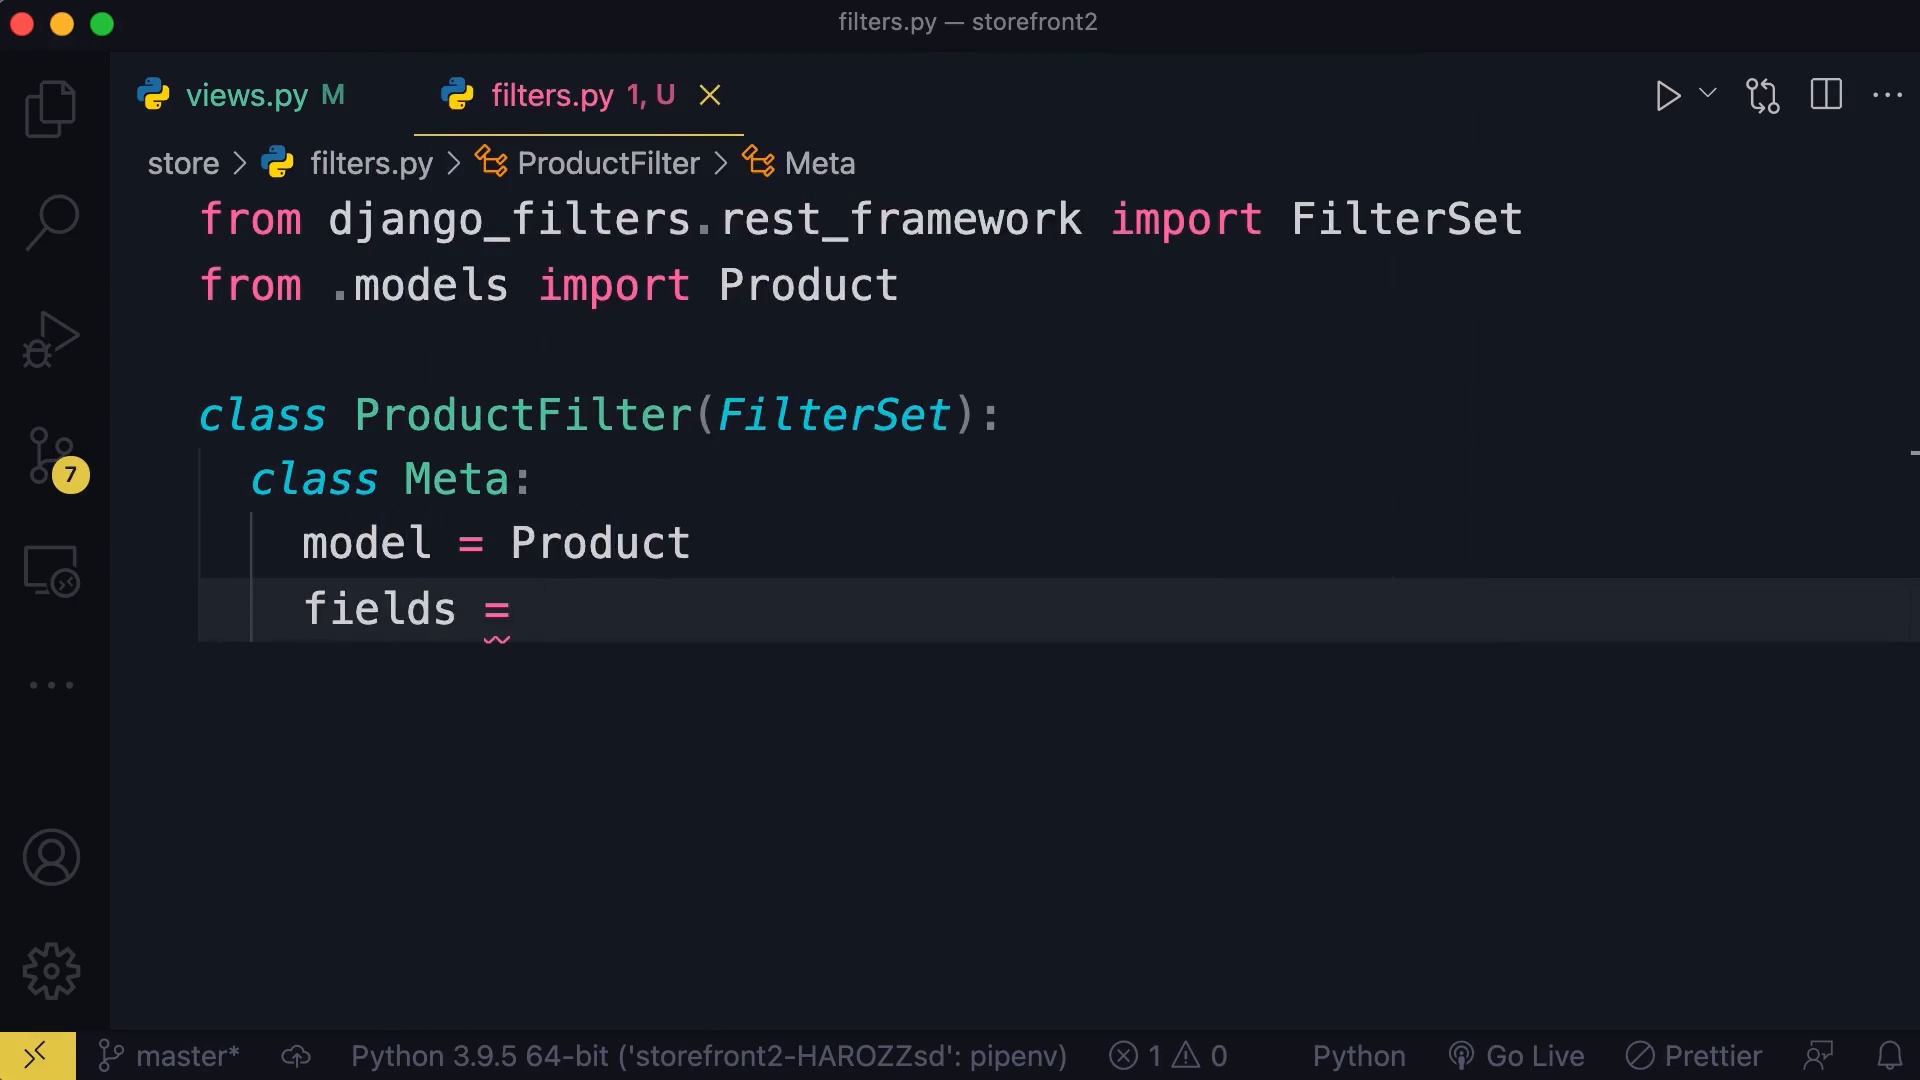 filters.py — storefront2
views.py M filters.py 1, U
store > filters.py > ProductFilter > Meta
from django_filters.rest_framework import FilterSet
from .models import Product
class ProductFilter(FilterSet):
class Meta:
model = Product
fields =
7
master* Python 3.9.5 64-bit ('storefront2-HAROZZsd': pipenv) 1 0 Python Go Live Prettier